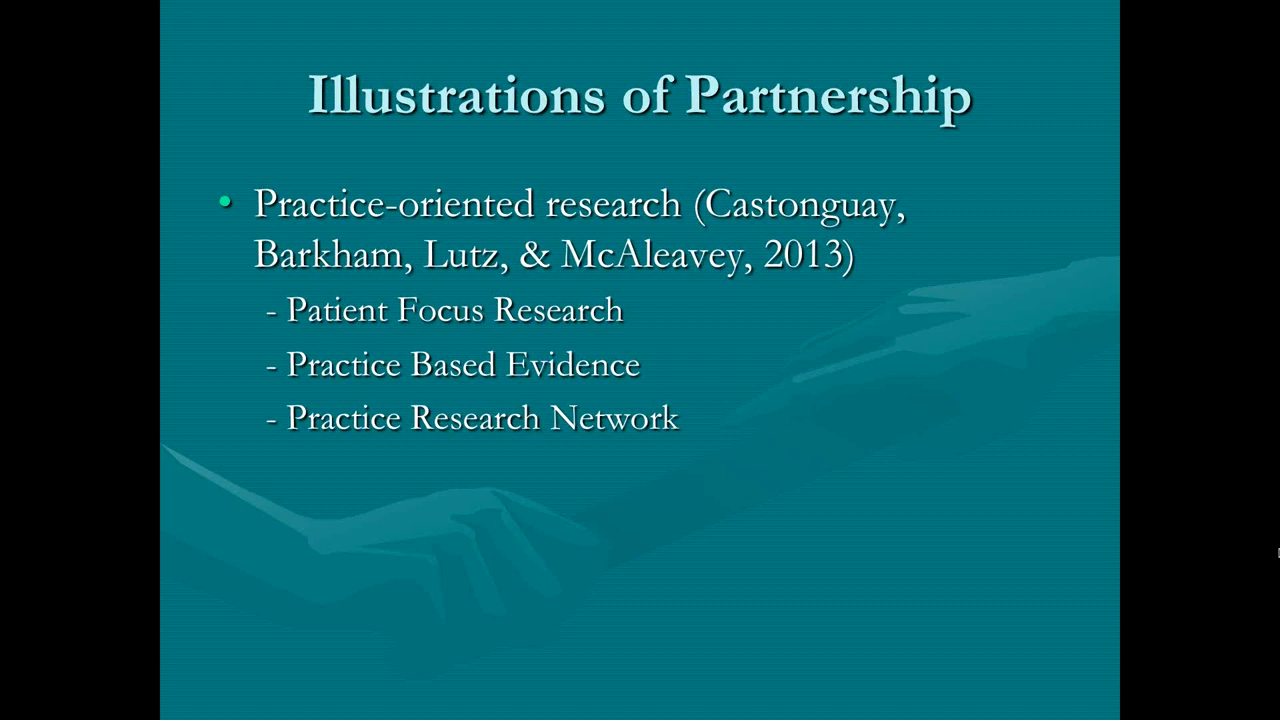 Illustrations of Partnership
• Practice-oriented research (Castonguay,
Barkham, Lutz, & McAleavey, 2013)
- Patient Focus Research
- Practice Based Evidence
- Practice Research Network